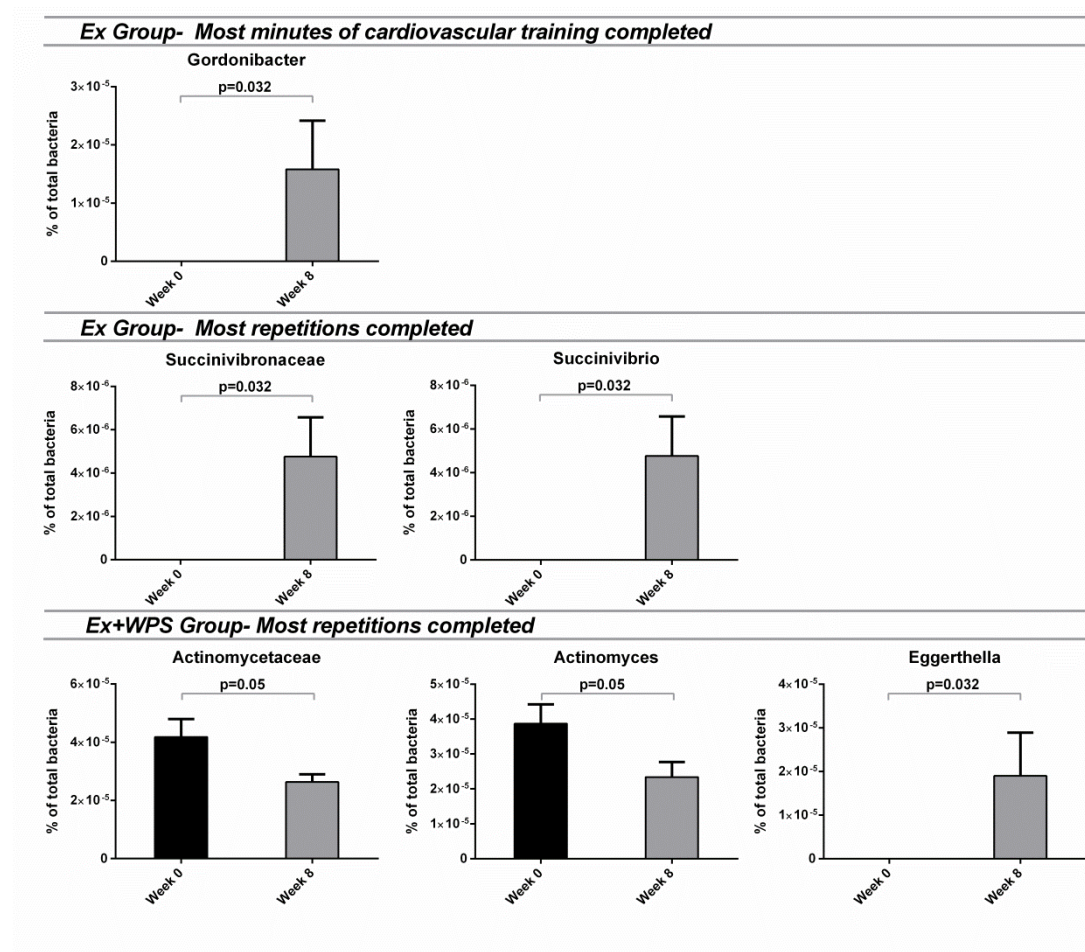 Ex Group- Most minutes of cardiovascular training completed
Gordonibacter
p=0.032
% of total bacteria
3×10⁻⁵
2×10⁻⁵
1×10⁻⁵
0
Week 0
Week 8
Ex Group- Most repetitions completed
Succinivibronaceae
p=0.032
% of total bacteria
8×10⁻⁶
6×10⁻⁶
4×10⁻⁶
2×10⁻⁶
0
Week 0
Week 8
Succinivibrio
p=0.032
% of total bacteria
8×10⁻⁶
6×10⁻⁶
4×10⁻⁶
2×10⁻⁶
0
Week 0
Week 8
Ex+WPS Group- Most repetitions completed
Actinomycetaceae
p=0.05
% of total bacteria
6×10⁻⁵
4×10⁻⁵
2×10⁻⁵
0
Week 0
Week 8
Actinomyces
p=0.05
% of total bacteria
5×10⁻⁵
4×10⁻⁵
3×10⁻⁵
2×10⁻⁵
1×10⁻⁵
0
Week 0
Week 8
Eggerthella
p=0.032
% of total bacteria
4×10⁻⁵
3×10⁻⁵
2×10⁻⁵
1×10⁻⁵
0
Week 0
Week 8